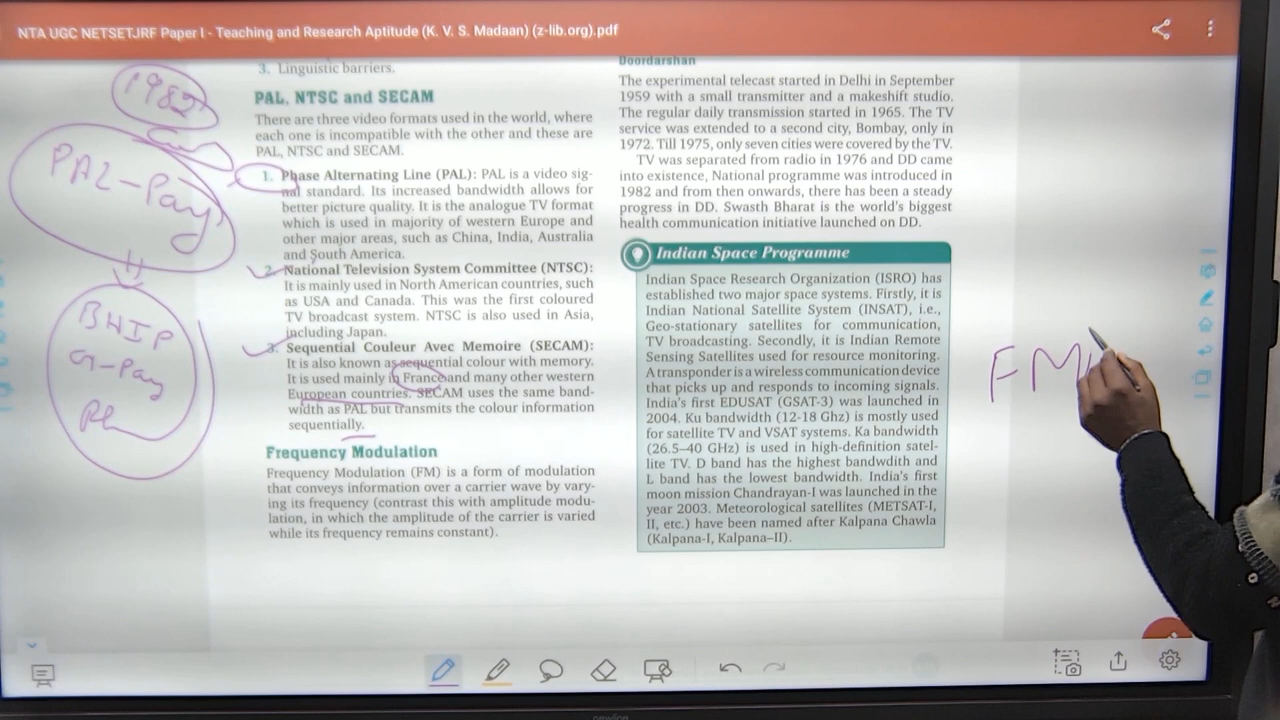 NTA UGC NETSETJRF Paper I - Teaching and Research Aptitude (K. V. S. Madaan) (z-lib.org).pdf
3. Linguistic barriers.
PAL, NTSC and SECAM
There are three video formats used in the world, where
each one is incompatible with the other and these are
PAL, NTSC and SECAM.
1. Phase Alternating Line (PAL): PAL is a video sig-
nal standard. Its increased bandwidth allows for
better picture quality. It is the analogue TV format
which is used in majority of western Europe and
other major areas, such as China, India, Australia
and South America.
2. National Television System Committee (NTSC):
It is mainly used in North American countries, such
as USA and Canada. This was the first coloured
TV broadcast system. NTSC is also used in Asia,
including Japan.
3. Sequential Couleur Avec Memoire (SECAM):
It is also known as sequential colour with memory.
It is used mainly in France and many other western
European countries. SECAM uses the same band-
width as PAL but transmits the colour information
sequentially.
Frequency Modulation
Frequency Modulation (FM) is a form of modulation
that conveys information over a carrier wave by vary-
ing its frequency (contrast this with amplitude modu-
lation, in which the amplitude of the carrier is varied
while its frequency remains constant).
Doordarshan
The experimental telecast started in Delhi in September
1959 with a small transmitter and a makeshift studio.
The regular daily transmission started in 1965. The TV
service was extended to a second city, Bombay, only in
1972. Till 1975, only seven cities were covered by the TV.
TV was separated from radio in 1976 and DD came
into existence, National programme was introduced in
1982 and from then onwards, there has been a steady
progress in DD. Swasth Bharat is the world's biggest
health communication initiative launched on DD.
Indian Space Programme
Indian Space Research Organization (ISRO) has
established two major space systems. Firstly, it is
Indian National Satellite System (INSAT), i.e.,
Geo-stationary satellites for communication,
TV broadcasting. Secondly, it is Indian Remote
Sensing Satellites used for resource monitoring.
A transponder is a wireless communication device
that picks up and responds to incoming signals.
India's first EDUSAT (GSAT-3) was launched in
2004. Ku bandwidth (12-18 Ghz) is mostly used
for satellite TV and VSAT systems. Ka bandwidth
(26.5–40 GHz) is used in high-definition satel-
lite TV. D band has the highest bandwdith and
L band has the lowest bandwidth. India's first
moon mission Chandrayan-I was launched in the
year 2003. Meteorological satellites (METSAT-I,
II, etc.) have been named after Kalpana Chawla
(Kalpana-I, Kalpana–II).
1982
PAL-Pay
BHIP
G-Pay
FM